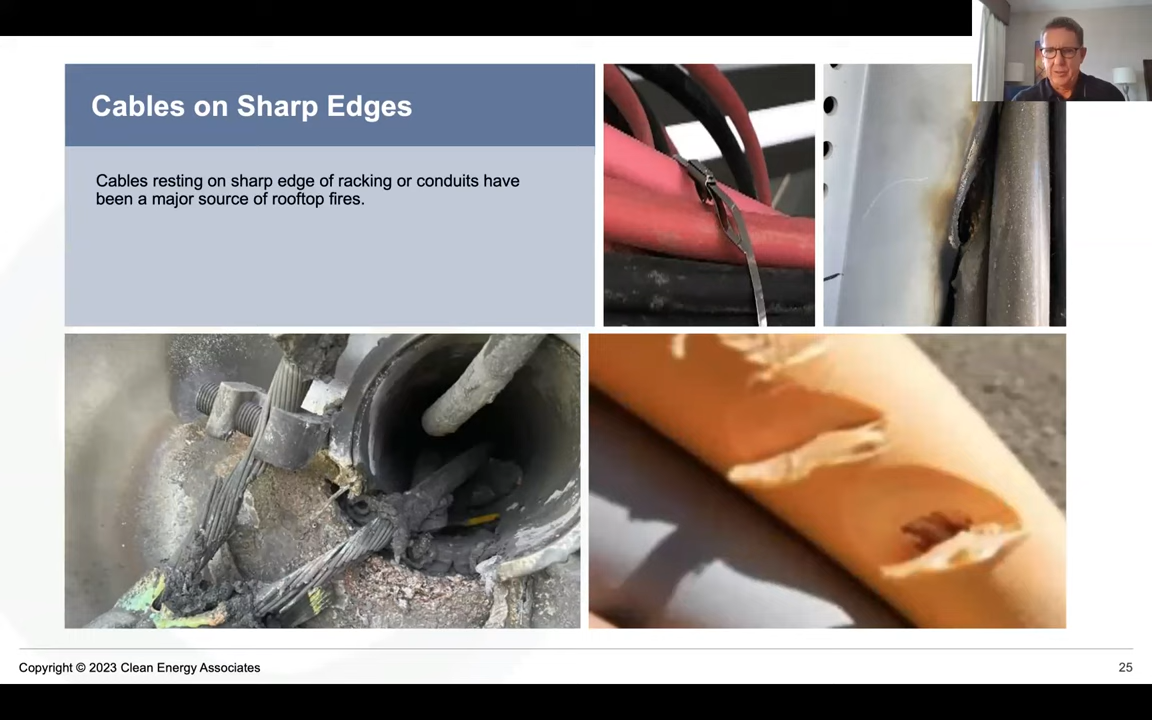 Cables on Sharp Edges
Cables resting on sharp edge of racking or conduits have
been a major source of rooftop fires.
Copyright © 2023 Clean Energy Associates
25